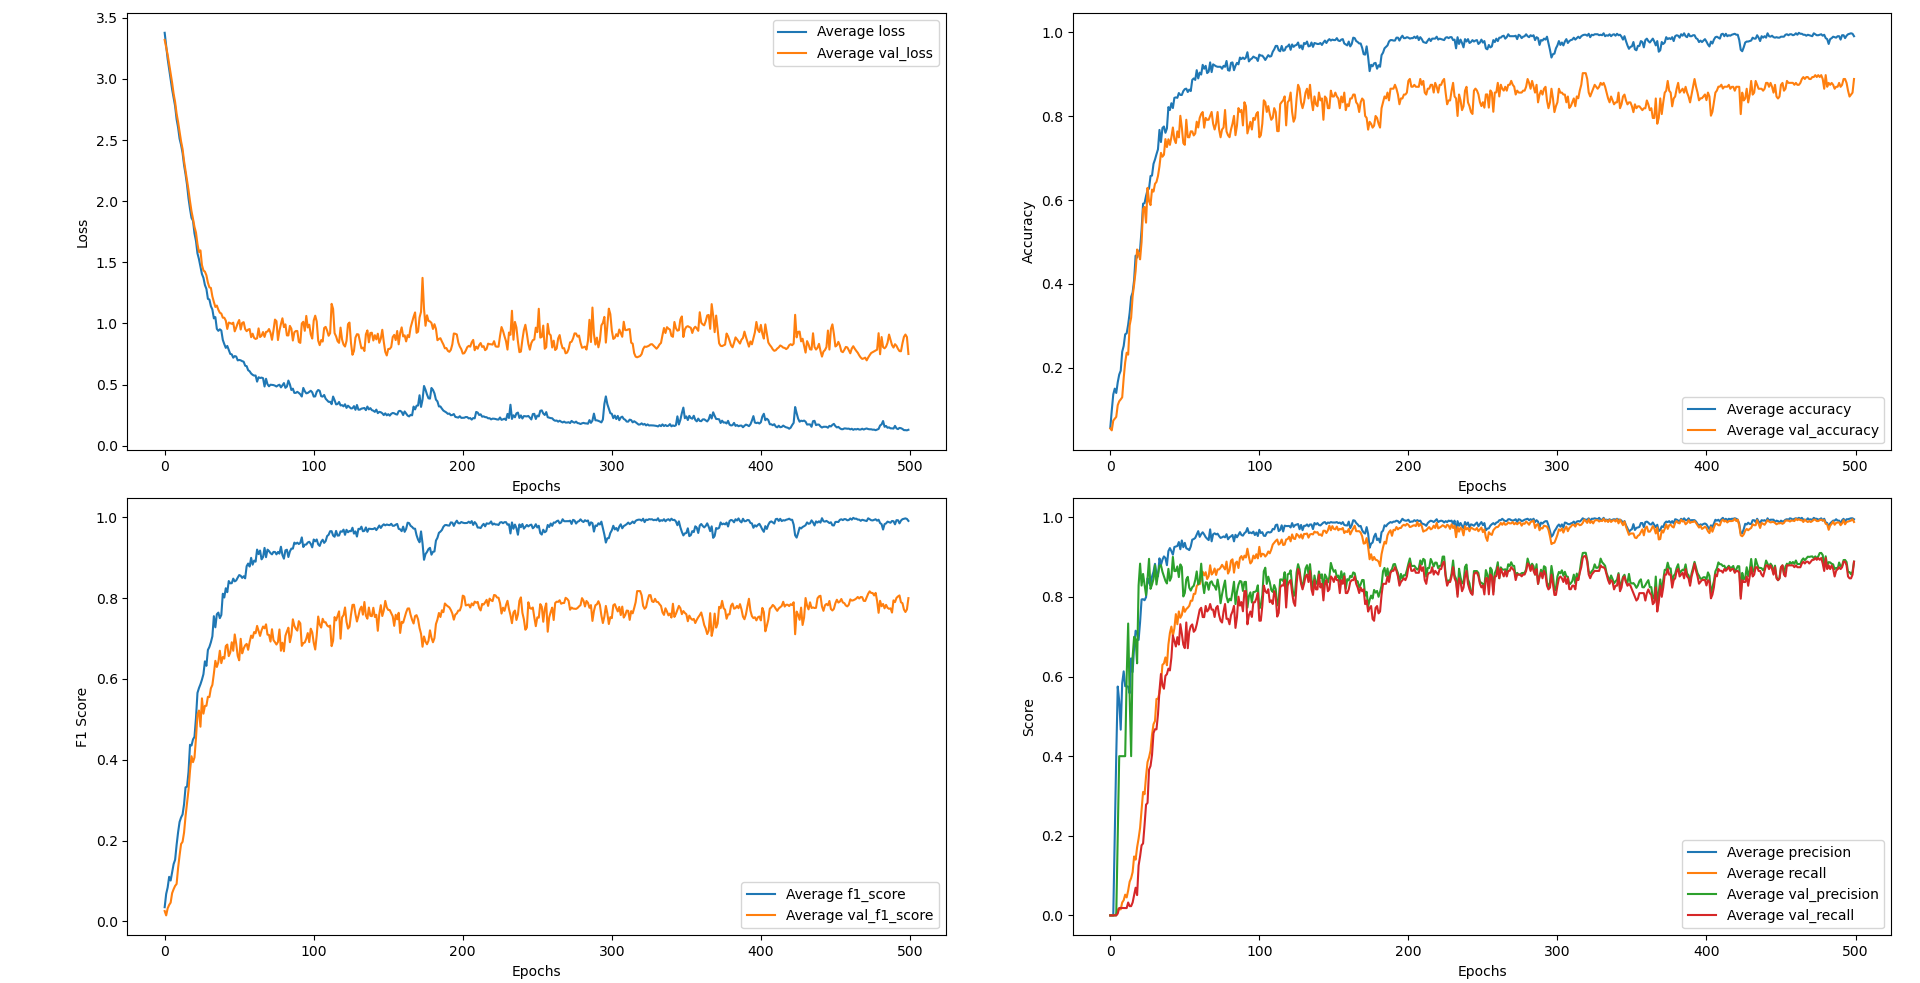 3.5
3.0
2.5
2.0
1.5
1.0
0.5
0.0
Loss
0 100 200 300 400 500
Epochs
Average loss
Average val_loss
1.0
0.8
0.6
0.4
0.2
Accuracy
0 100 200 300 400 500
Epochs
Average accuracy
Average val_accuracy
1.0
0.8
0.6
0.4
0.2
0.0
F1 Score
0 100 200 300 400 500
Epochs
Average f1_score
Average val_f1_score
1.0
0.8
0.6
0.4
0.2
0.0
Score
0 100 200 300 400 500
Epochs
Average precision
Average recall
Average val_precision
Average val_recall